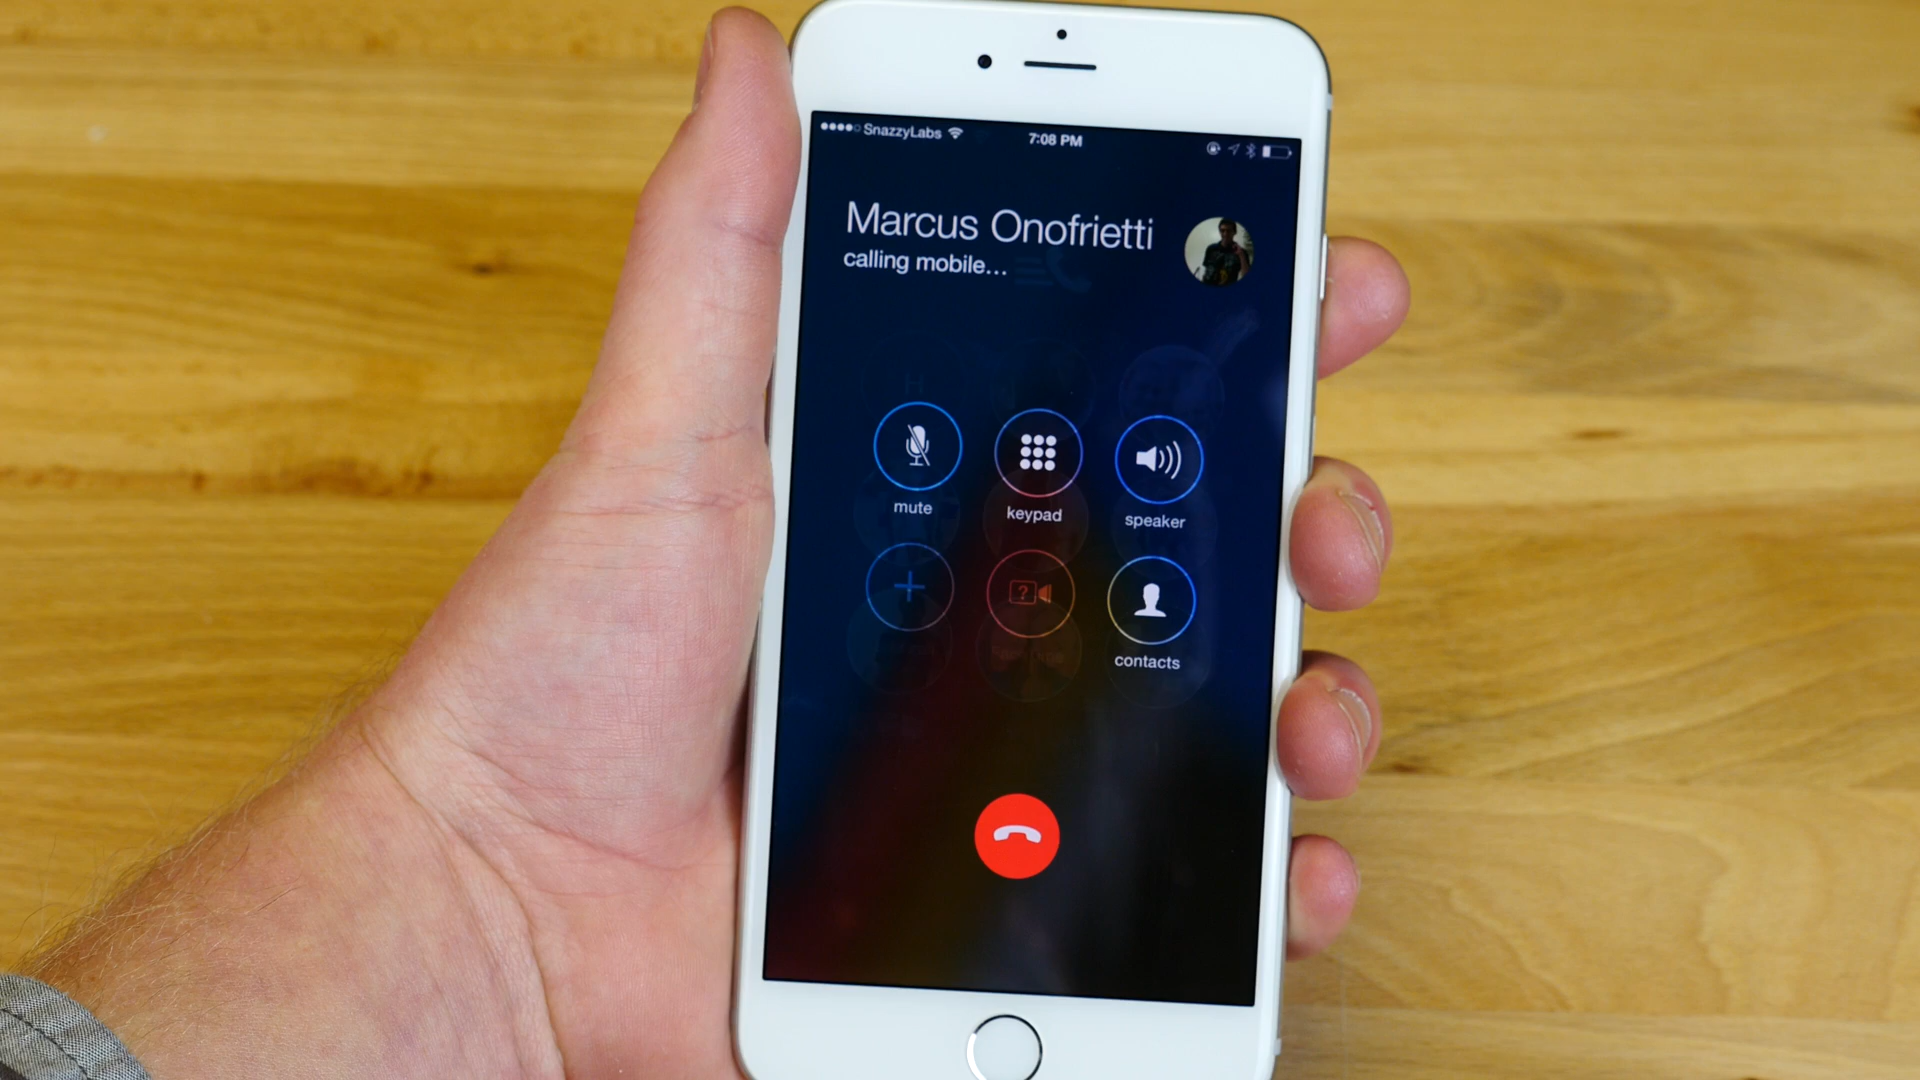 SnazzyLabs 7:08 PM
Marcus Onofrietti
calling mobile...
mute keypad speaker
?
contacts